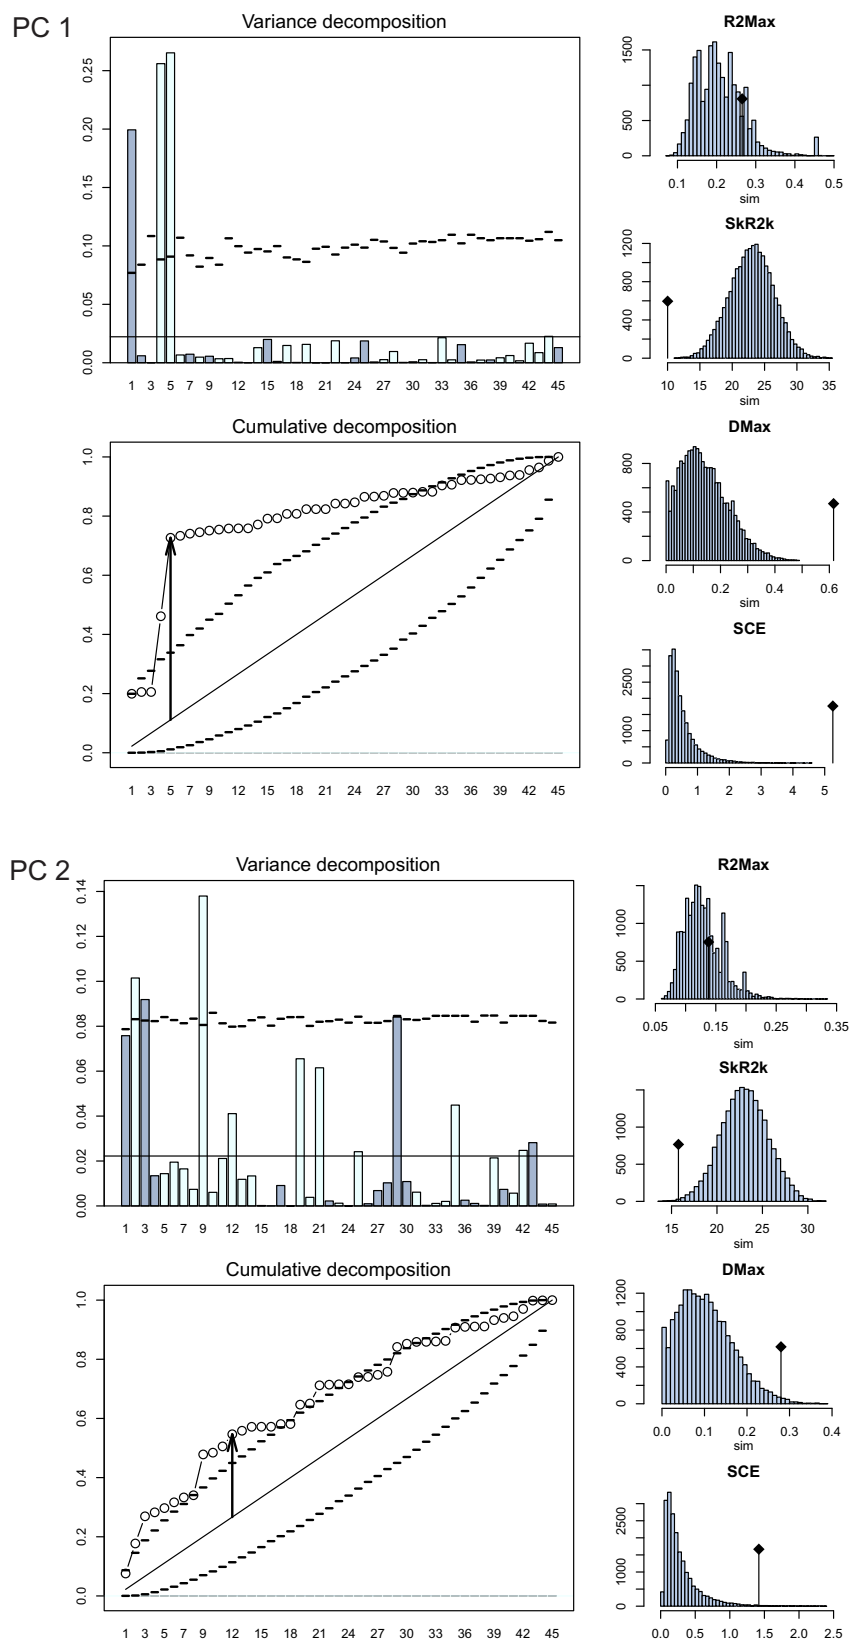 PC 1
Variance decomposition
0.00 0.05 0.10 0.15 0.20 0.25
1 3 5 7 9 12 15 18 21 24 27 30 33 36 39 42 45
R2Max
0 500 1500
0.1 0.2 0.3 0.4 0.5
sim
SkR2k
0 400 800 1200
10 15 20 25 30 35
sim
Cumulative decomposition
0.0 0.2 0.4 0.6 0.8 1.0
1 3 5 7 9 12 15 18 21 24 27 30 33 36 39 42 45
DMax
0 400 800
0.0 0.2 0.4 0.6
sim
SCE
0 1000 2500
0 1 2 3 4 5
PC 2
Variance decomposition
0.00 0.02 0.04 0.06 0.08 0.10 0.12 0.14
1 3 5 7 9 12 15 18 21 24 27 30 33 36 39 42 45
R2Max
0 500 1000
0.05 0.15 0.25 0.35
sim
SkR2k
0 500 1000
15 20 25 30
sim
Cumulative decomposition
0.0 0.2 0.4 0.6 0.8 1.0
1 3 5 7 9 12 15 18 21 24 27 30 33 36 39 42 45
DMax
0 400 800 1200
0.0 0.1 0.2 0.3 0.4
sim
SCE
0 1000 2500
0.0 0.5 1.0 1.5 2.0 2.5